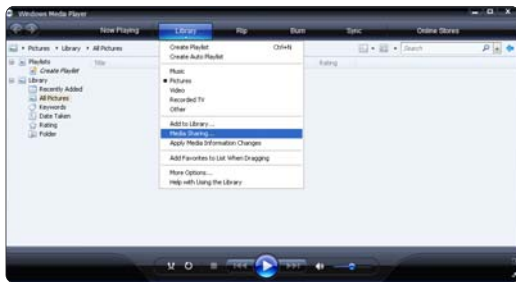 Windows Media Player
Now Playing Library Rip Burn Sync Online Stores
Pictures Library All Pictures Search
Playlists
Create Playlist
Library
Recently Added
All Pictures
Keywords
Date Taken
Rating
Folder
Title
Rating
Create Playlist Ctrl+N
Create Auto Playlist
Music
Pictures
Video
Recorded TV
Other
Add to Library...
Media Sharing...
Apply Media Information Changes
Add Favorites to List When Dragging
More Options...
Help with Using the Library